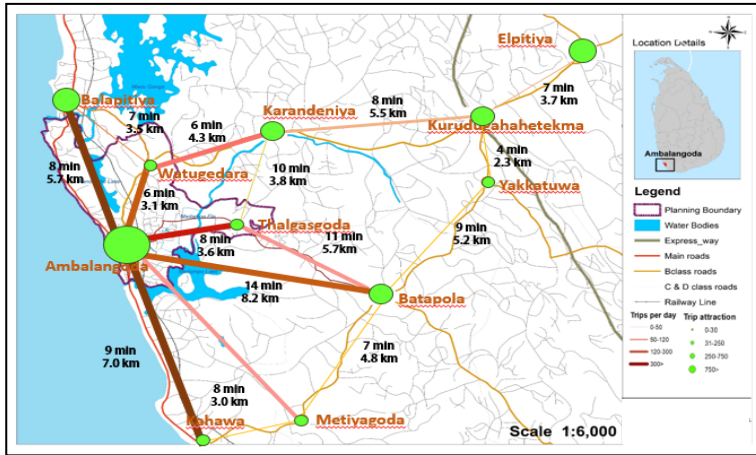 Elpitiya
7 min
3.7 km
Balapitiya
7 min
3.5 km
Karandeniya
8 min
5.5 km
Kurudugahahetekma
6 min
4.3 km
4 min
2.3 km
8 min
5.7 km
Watugedara
10 min
3.8 km
Yakkatuwa
6 min
3.1 km
Thalgasgoda
8 min
3.6 km
11 min
5.7km
9 min
5.2 km
Ambalangoda
14 min
8.2 km
Batapola
9 min
7.0 km
7 min
4.8 km
8 min
3.0 km
Kahawa
Metiyagoda
Scale 1:6,000
Location Details
Ambalangoda
Legend
Planning Boundary
Water Bodies
Express_way
Main roads
Bclass roads
C & D class roads
Railway Line
Trips per day
0-50
50-120
120-300
300>
Trip attraction
0-30
31-250
250-750
750>